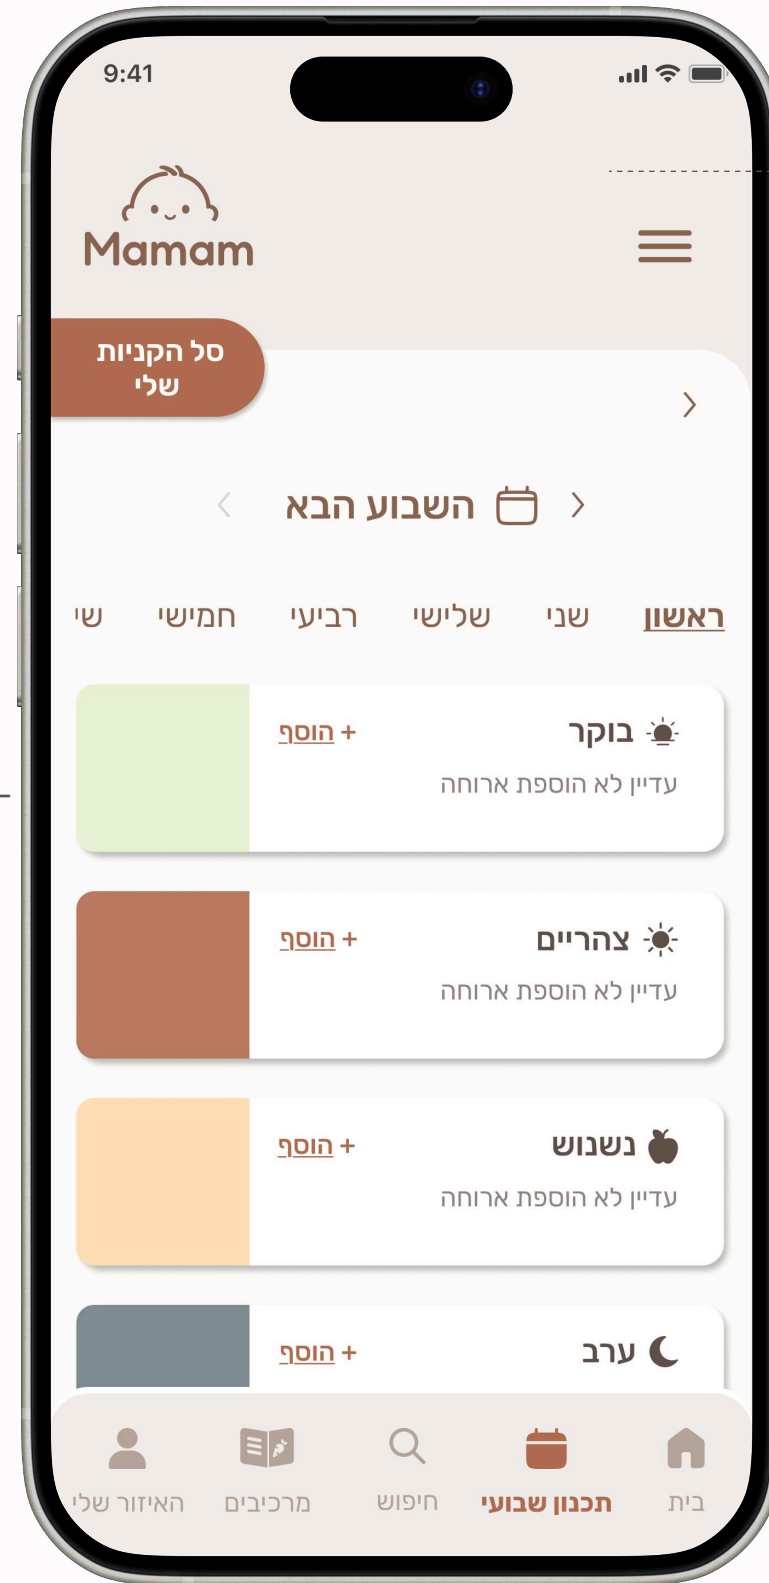 9:41
Mamam
סל הקניות
שלי
השבוע הבא
ראשון שני שלישי רביעי חמישי שי
בוקר
+ הוסף
עדיין לא הוספת ארוחה
צהריים
+ הוסף
עדיין לא הוספת ארוחה
נשנוש
+ הוסף
עדיין לא הוספת ארוחה
ערב
+ הוסף
בית תכנון שבועי חיפוש מרכיבים האיזור שלי